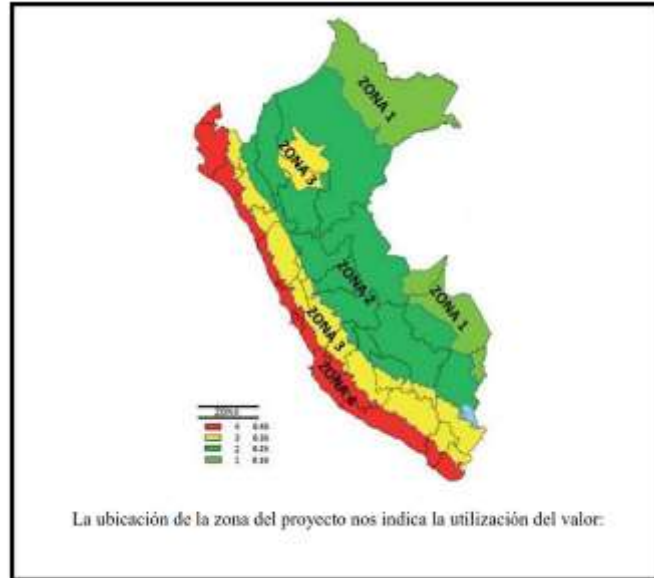 ZONA 1
ZONA 3
ZONA 2
ZONA 1
ZONA 3
ZONA 4
ZONA
4 0.45
3 0.35
2 0.25
1 0.10
La ubicación de la zona del proyecto nos indica la utilización del valor: